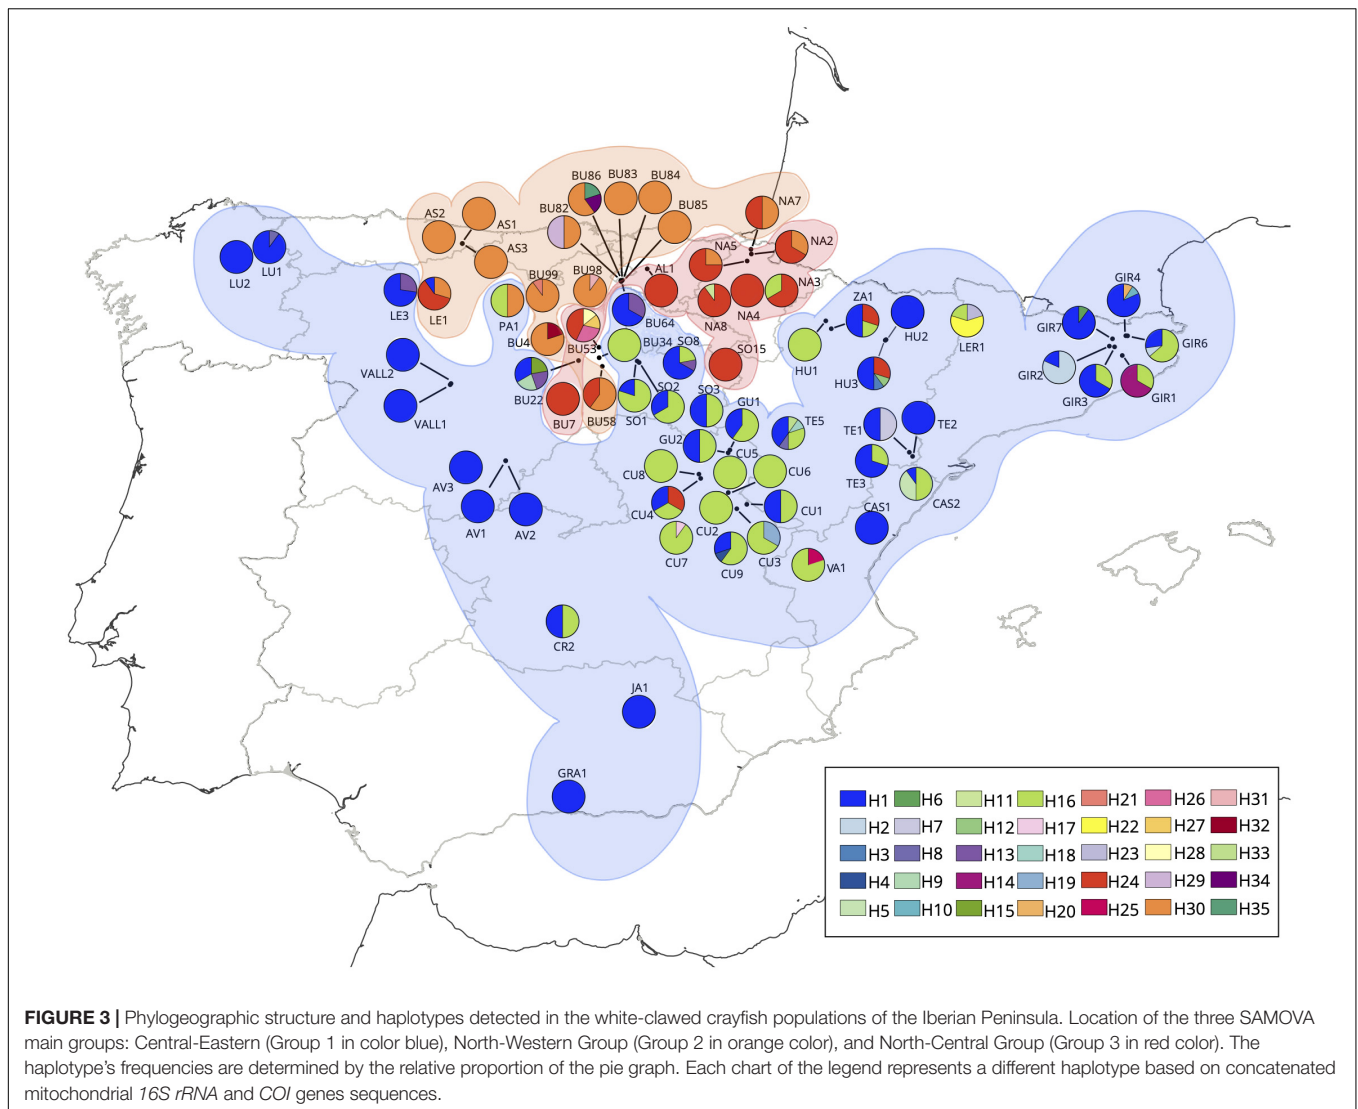 BU86
BU83
BU84
BU82
BU85
NA7
AS2
AS1
AS3
NA5
NA2
LU2
LU1
BU99
BU98
AL1
NA3
GIR4
LE3
LE1
PA1
NA8
NA4
ZA1
HU2
LER1
GIR7
GIR6
BU4
BU53
BU64
BU34
SO8
SO15
HU1
HU3
GIR2
GIR3
GIR1
VALL2
VALL1
BU22
BU7
BU58
SO1
SO2
SO3
GU1
TE5
TE1
TE2
GU2
CU5
CU8
CU6
TE3
CAS2
AV3
AV1
AV2
CU4
CU2
CU1
CAS1
CU7
CU9
CU3
VA1
CR2
JA1
GRA1
H1 H6 H11 H16 H21 H26 H31
H2 H7 H12 H17 H22 H27 H32
H3 H8 H13 H18 H23 H28 H33
H4 H9 H14 H19 H24 H29 H34
H5 H10 H15 H20 H25 H30 H35
FIGURE 3 | Phylogeographic structure and haplotypes detected in the white-clawed crayfish populations of the Iberian Peninsula. Location of the three SAMOVA
main groups: Central-Eastern (Group 1 in color blue), North-Western Group (Group 2 in orange color), and North-Central Group (Group 3 in red color). The
haplotype's frequencies are determined by the relative proportion of the pie graph. Each chart of the legend represents a different haplotype based on concatenated
mitochondrial 16S rRNA and COI genes sequences.